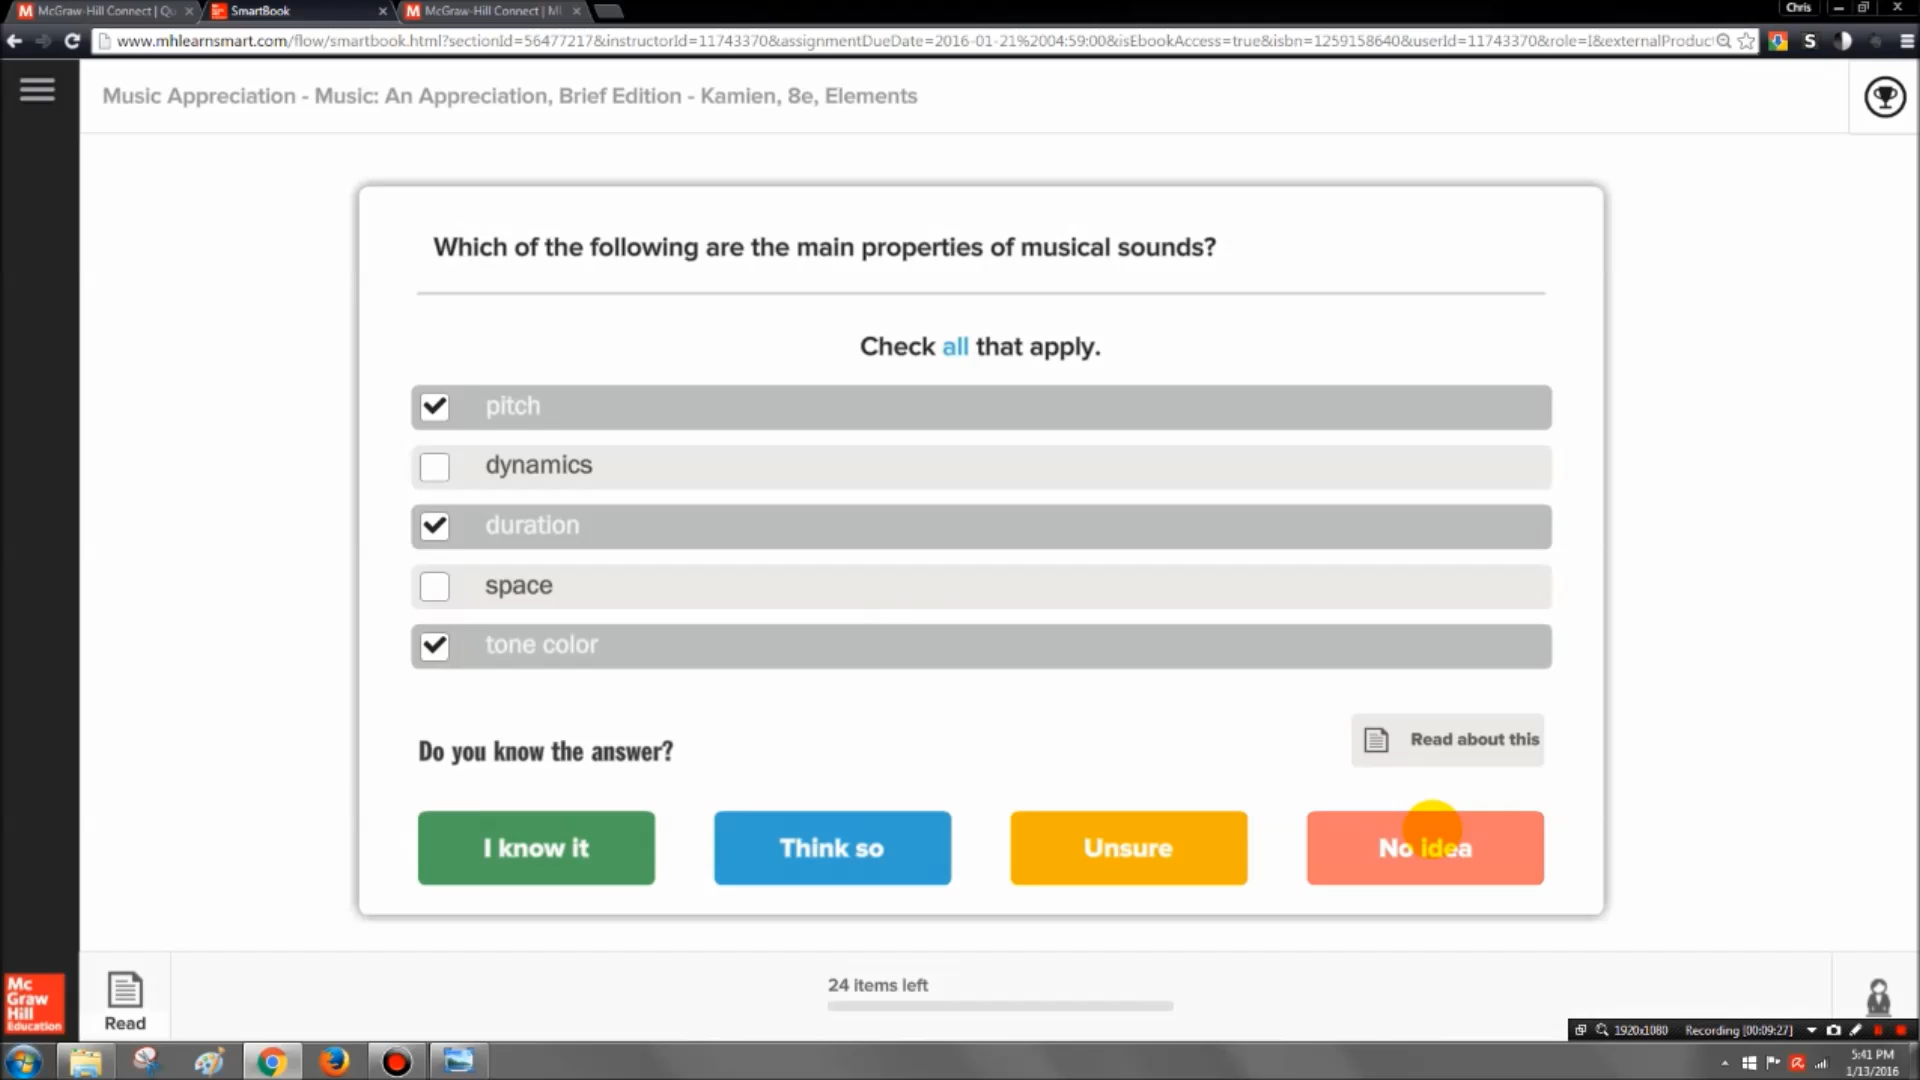 McGraw-Hill Connect | Qu
SmartBook
McGraw-Hill Connect | M
Chris
www.mhlearnsmart.com/flow/smartbook.html?sectionId=56477217&instructorId=11743370&assignmentDueDate=2016-01-21%2004:59:00&isEbookAccess=true&isbn=1259158640&userId=11743370&role=I&externalProduct
S
Music Appreciation - Music: An Appreciation, Brief Edition - Kamien, 8e, Elements
Which of the following are the main properties of musical sounds?
Check all that apply.
pitch
dynamics
duration
space
tone color
Do you know the answer?
Read about this
I know it
Think so
Unsure
No idea
24 items left
Mc
Graw
Hill
Education
Read
1920x1080
Recording [00:09:27]
5:41 PM
1/13/2016